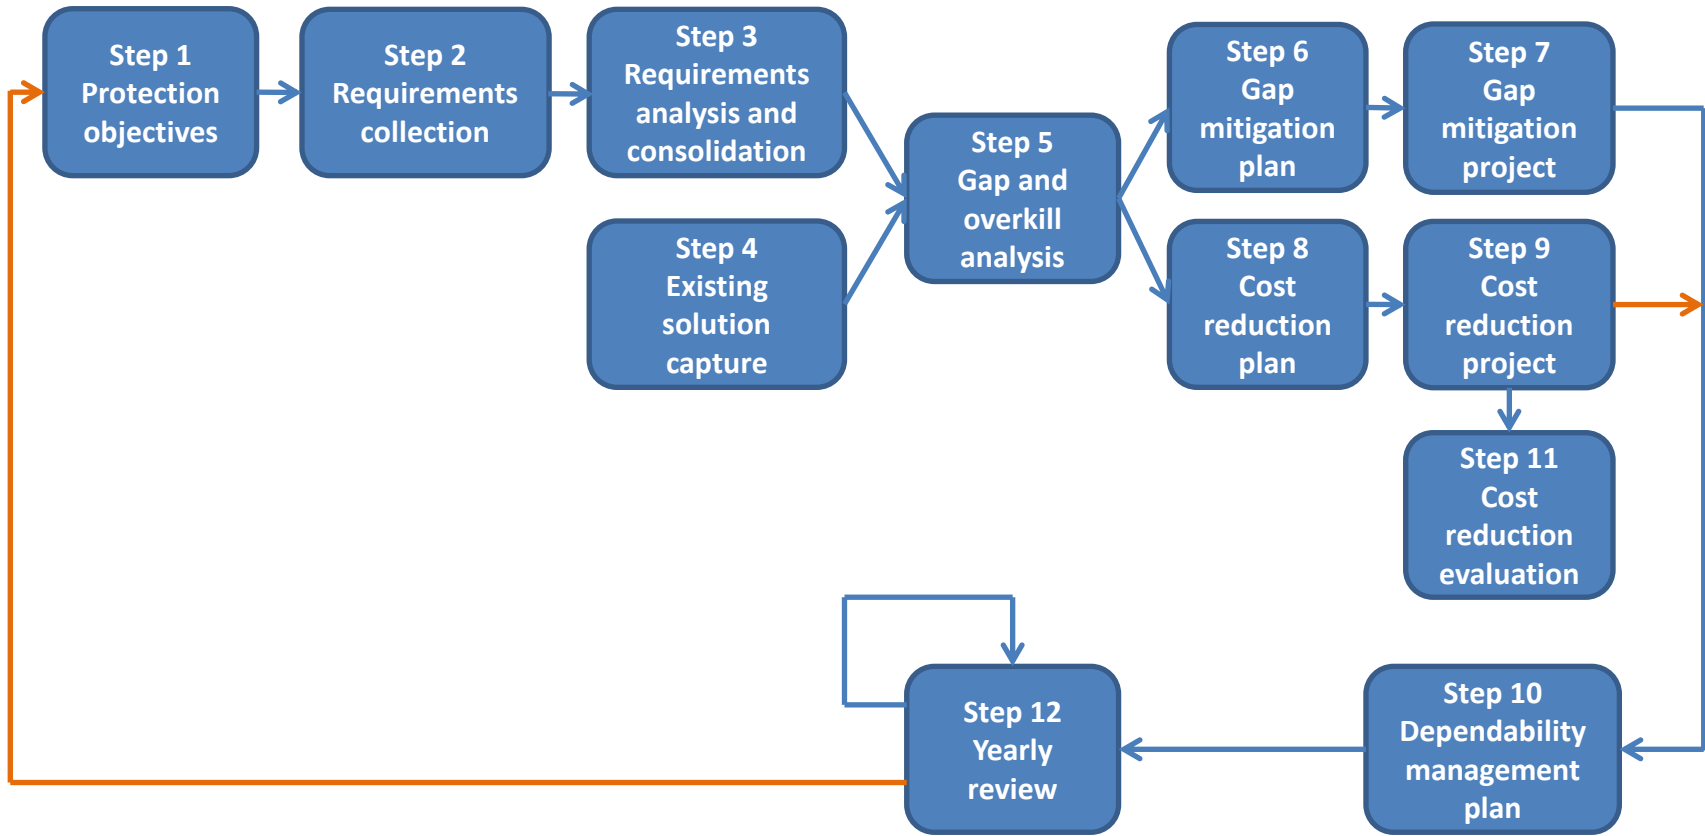 Step 1
Protection
objectives
Step 2
Requirements
collection
Step 3
Requirements
analysis and
consolidation
Step 4
Existing
solution
capture
Step 5
Gap and
overkill
analysis
Step 6
Gap
mitigation
plan
Step 7
Gap
mitigation
project
Step 8
Cost
reduction
plan
Step 9
Cost
reduction
project
Step 11
Cost
reduction
evaluation
Step 10
Dependability
management
plan
Step 12
Yearly
review